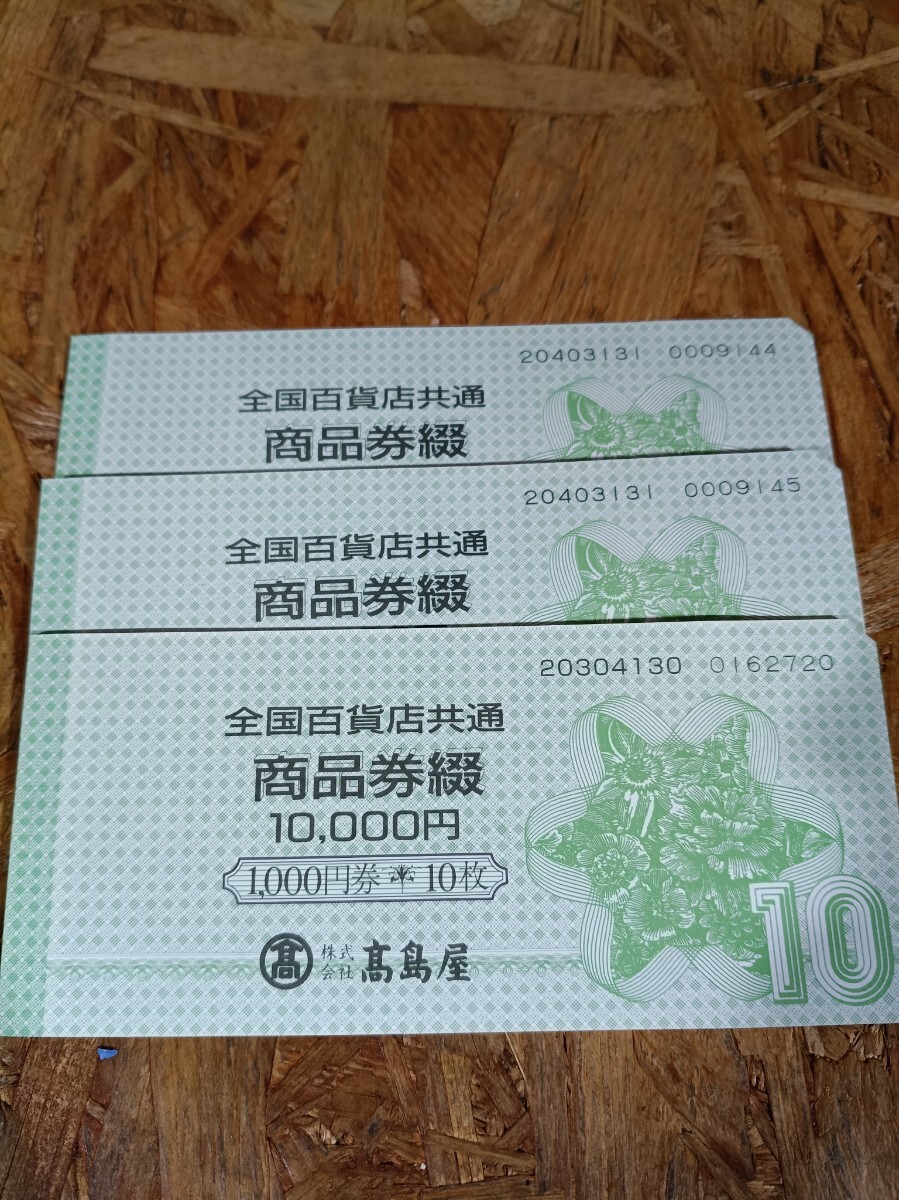 20403131 0009144
全国百貨店共通
商品券綴
20403131 0009145
全国百貨店共通
商品券綴
20304130 0162720
全国百貨店共通
商品券綴
10,000円
1,000円券 10枚
髙 株式会社 髙島屋
10